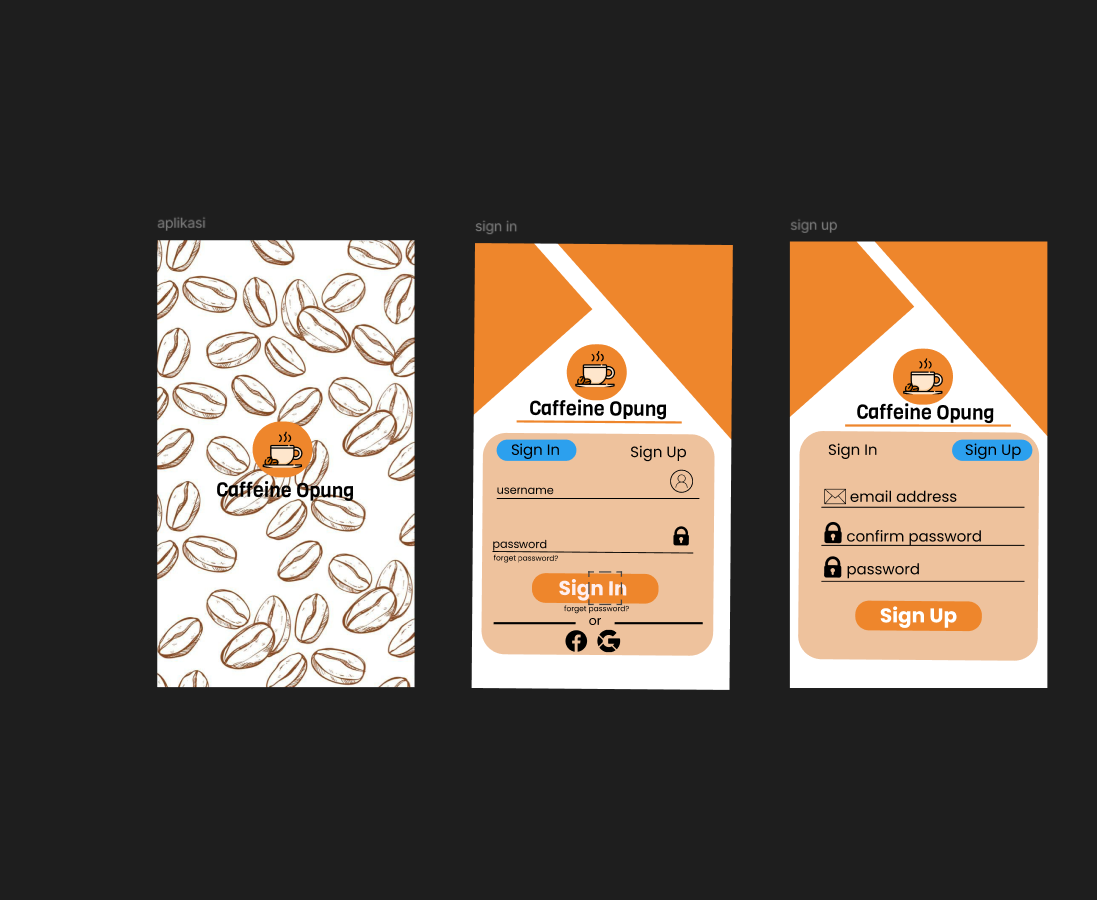 aplikasi
Caffeine Opung
sign in
Caffeine Opung
Sign In
Sign Up
username
password
forget password?
Sign In
forget password?
or
sign up
Caffeine Opung
Sign In
Sign Up
email address
confirm password
password
Sign Up